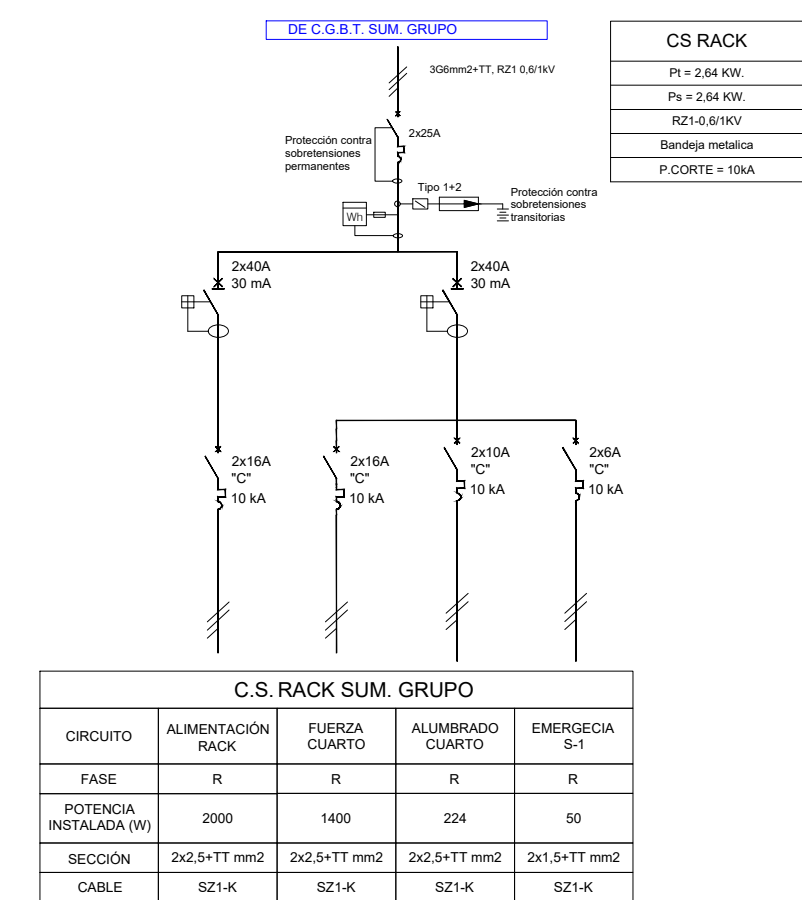 DE C.G.B.T. SUM. GRUPO
CS RACK
Pt = 2,64 KW.
Ps = 2,64 KW.
RZ1-0,6/1KV
Bandeja metalica
P.CORTE = 10kA
3G6mm2+TT, RZ1 0,6/1kV
2x25A
Protección contra
sobretensiones
permanentes
Tipo 1+2
Protección contra
sobretensiones
transitorias
Wh
2x40A
30 mA
2x40A
30 mA
2x16A
"C"
10 kA
2x16A
"C"
10 kA
2x10A
"C"
10 kA
2x6A
"C"
10 kA
C.S. RACK SUM. GRUPO
CIRCUITO
ALIMENTACIÓN
RACK
FUERZA
CUARTO
ALUMBRADO
CUARTO
EMERGECIA
S-1
FASE
R
R
R
R
POTENCIA
INSTALADA (W)
2000
1400
224
50
SECCIÓN
2x2,5+TT mm2
2x2,5+TT mm2
2x2,5+TT mm2
2x1,5+TT mm2
CABLE
SZ1-K
SZ1-K
SZ1-K
SZ1-K